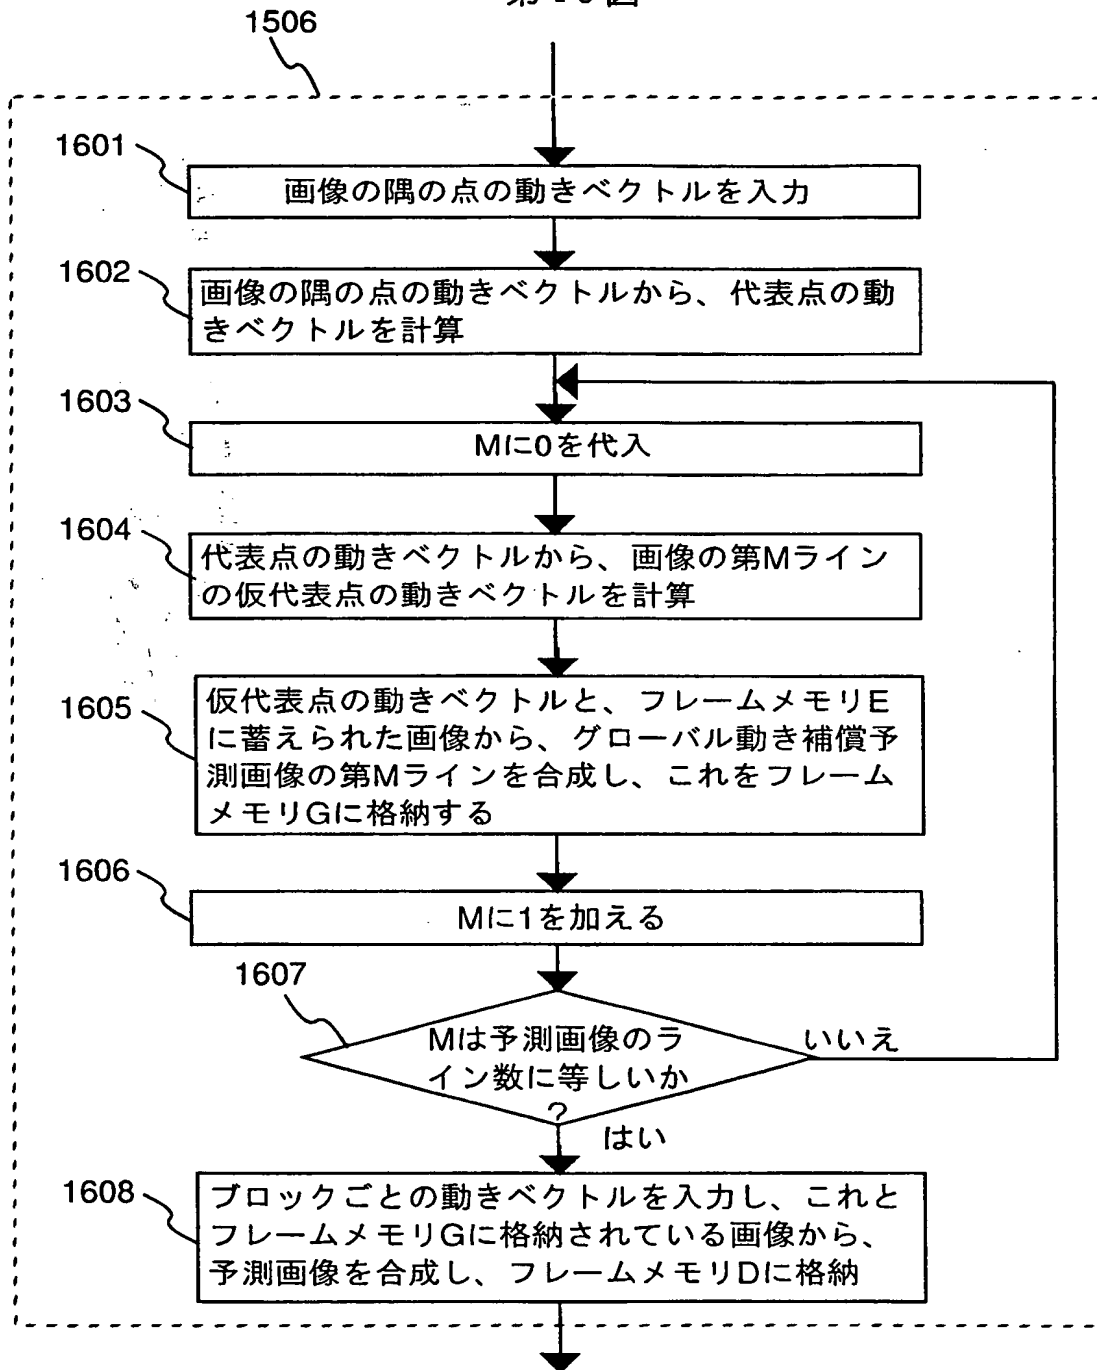 1506
1601
画像の隅の点の動きベクトルを入力
1602
画像の隅の点の動きベクトルから、代表点の動
きベクトルを計算
1603
Mに0を代入
1604
代表点の動きベクトルから、画像の第Mライン
の仮代表点の動きベクトルを計算
1605
仮代表点の動きベクトルと、フレームメモリE
に蓄えられた画像から、グローバル動き補償予
測画像の第Mラインを合成し、これをフレーム
メモリGに格納する
1606
Mに1を加える
1607
Mは予測画像のラ
イン数に等しいか
?
いいえ
はい
1608
ブロックごとの動きベクトルを入力し、これと
フレームメモリGに格納されている画像から、
予測画像を合成し、フレームメモリDに格納